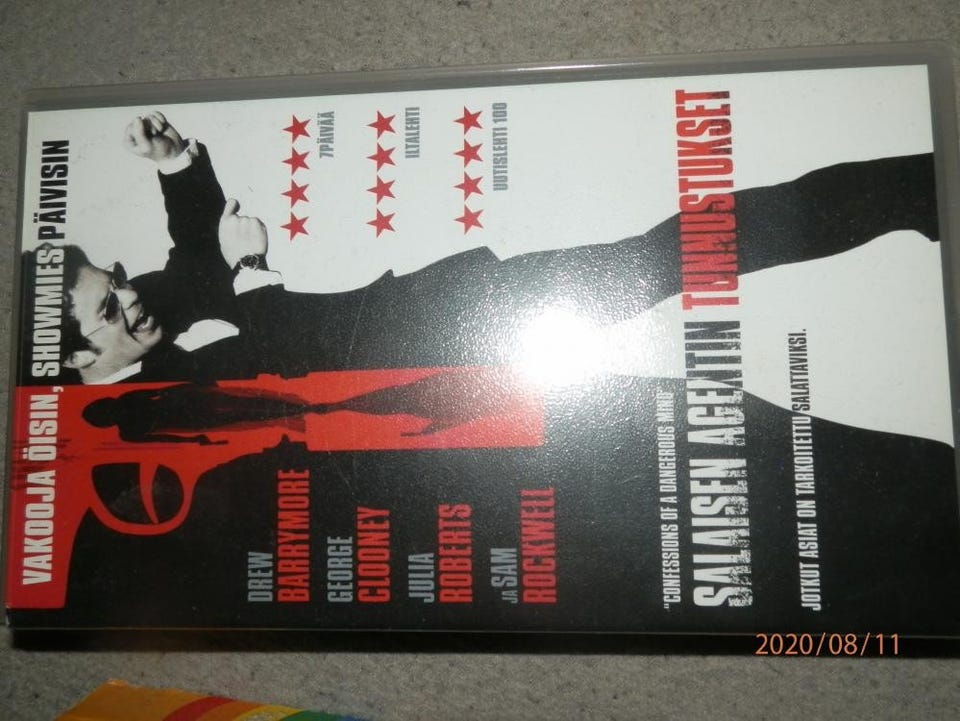 VAKOOJA ÖISIN, SHOWMIES PÄIVISIN
7PÄIVÄÄ
ILTALEHTI
UUTISLEHTI 100
DREW
BARRYMORE
GEORGE
CLOONEY
JULIA
ROBERTS
JA SAM
ROCKWELL
"CONFESSIONS OF A DANGEROUS MIND"
SALAISEN AGENTIN TUNNUSTUKSET
JOTKUT ASIAT ON TARKOITETTU SALATTAVIKSI.
2020/08/11